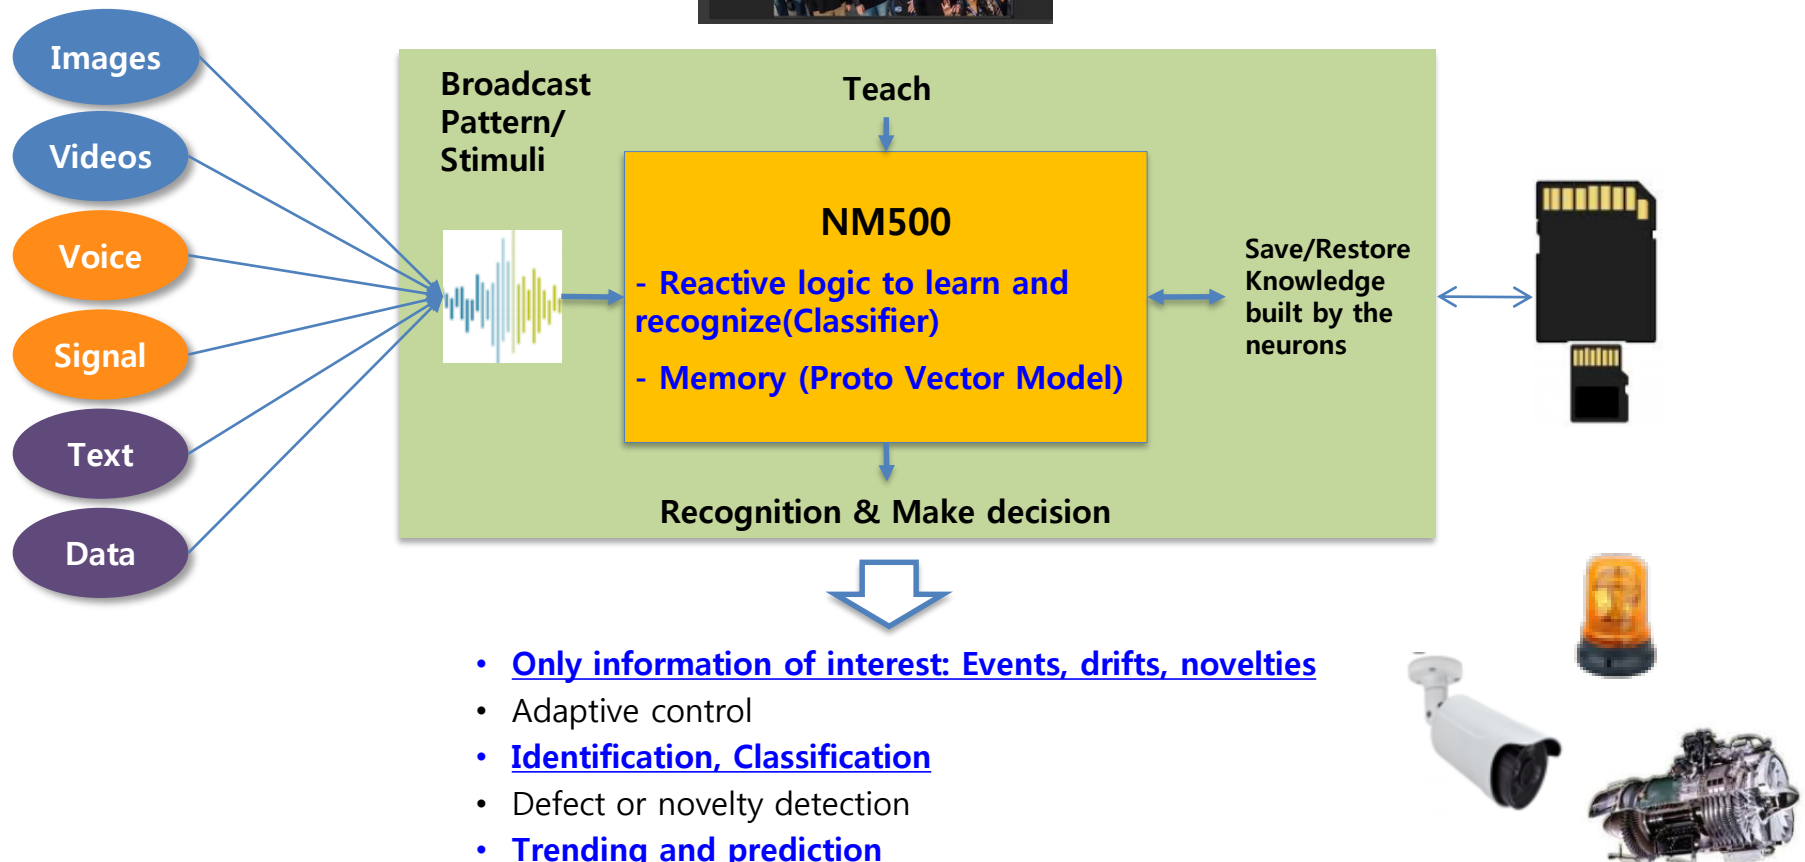 Images
Videos
Voice
Signal
Text
Data
Broadcast
Pattern/
Stimuli
Teach
NM500
- Reactive logic to learn and
recognize(Classifier)
- Memory (Proto Vector Model)
Save/Restore
Knowledge
built by the
neurons
Recognition & Make decision
• Only information of interest: Events, drifts, novelties
• Adaptive control
• Identification, Classification
• Defect or novelty detection
• Trending and prediction